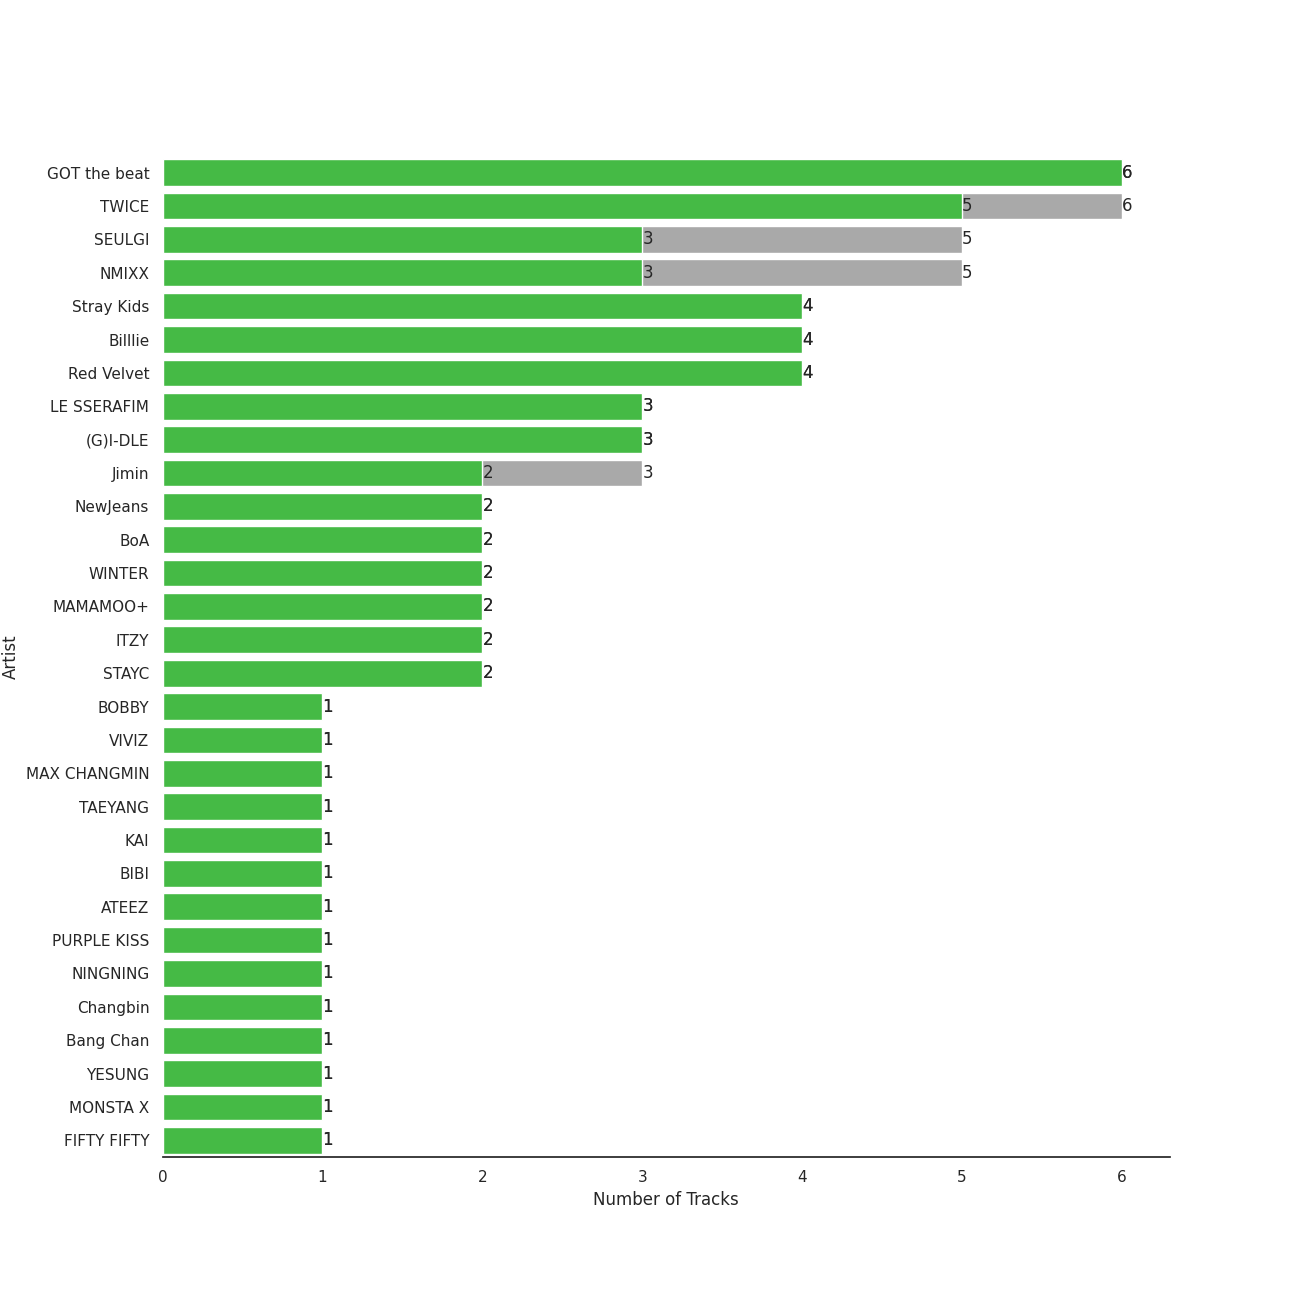 GOT the beat 6
TWICE 5 6
SEULGI 3 5
NMIXX 3 5
Stray Kids 4
Billlie 4
Red Velvet 4
LE SSERAFIM 3
(G)I-DLE 3
Jimin 2 3
NewJeans 2
BoA 2
WINTER 2
MAMAMOO+ 2
ITZY 2
STAYC 2
BOBBY 1
VIVIZ 1
MAX CHANGMIN 1
TAEYANG 1
KAI 1
BIBI 1
ATEEZ 1
PURPLE KISS 1
NINGNING 1
Changbin 1
Bang Chan 1
YESUNG 1
MONSTA X 1
FIFTY FIFTY 1
0 1 2 3 4 5 6
Number of Tracks
Artist